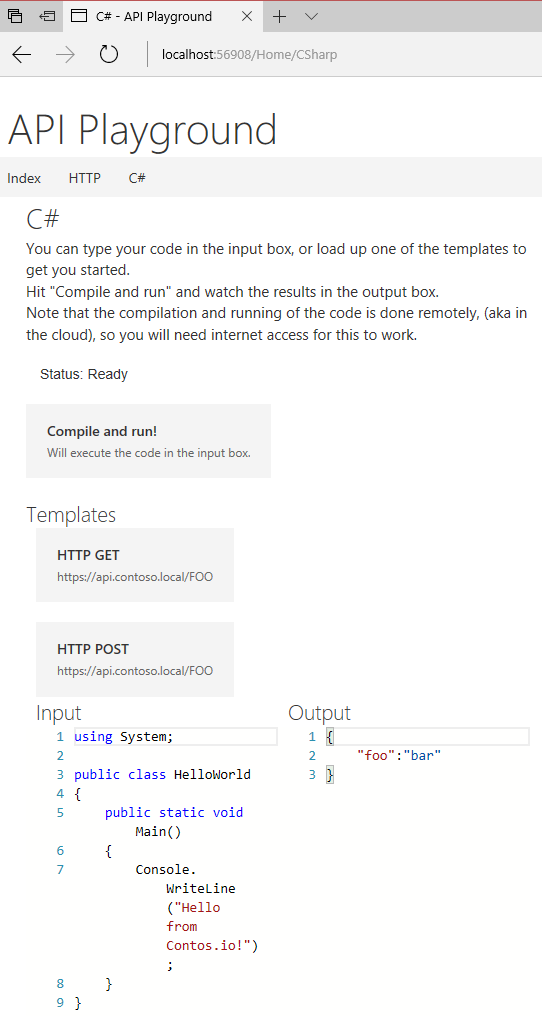 C# - API Playground
localhost:56908/Home/CSharp
API Playground
Index HTTP C#
C#
You can type your code in the input box, or load up one of the templates to
get you started.
Hit "Compile and run" and watch the results in the output box.
Note that the compilation and running of the code is done remotely, (aka in
the cloud), so you will need internet access for this to work.
Status: Ready
Compile and run!
Will execute the code in the input box.
Templates
HTTP GET
https://api.contoso.local/FOO
HTTP POST
https://api.contoso.local/FOO
Input
1 using System;
2
3 public class HelloWorld
4 {
5 public static void
Main()
6 {
7 Console.
WriteLine
("Hello
from
Contos.io!")
;
8 }
9 }
Output
1 {
2 "foo":"bar"
3 }